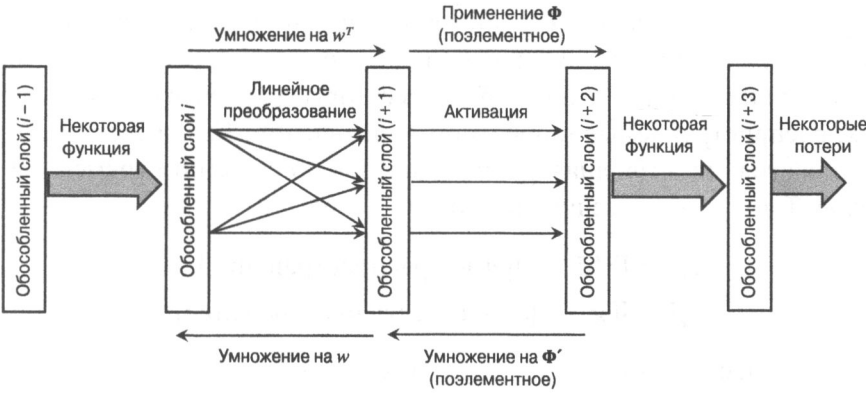 Применение Φ
(поэлементное)
Умножение на wᵀ
Обособленный слой (i – 1)
Некоторая
функция
Обособленный слой i
Линейное
преобразование
Обособленный слой (i + 1)
Активация
Обособленный слой (i + 2)
Некоторая
функция
Обособленный слой (i + 3)
Некоторые
потери
Умножение на w
Умножение на Φ′
(поэлементное)